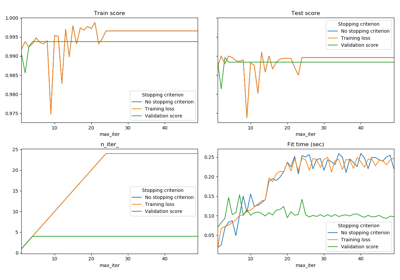 Train score
1.000
0.995
0.990
0.985
0.980
0.975
Stopping criterion
No stopping criterion
Training loss
Validation score
10
20
30
40
max_iter
Test score
Stopping criterion
No stopping criterion
Training loss
Validation score
10
20
30
40
max_iter
n_iter_
25
20
15
10
5
0
Stopping criterion
No stopping criterion
Training loss
Validation score
10
20
30
40
max_iter
Fit time (sec)
0.25
0.20
0.15
0.10
0.05
Stopping criterion
No stopping criterion
Training loss
Validation score
10
20
30
40
max_iter